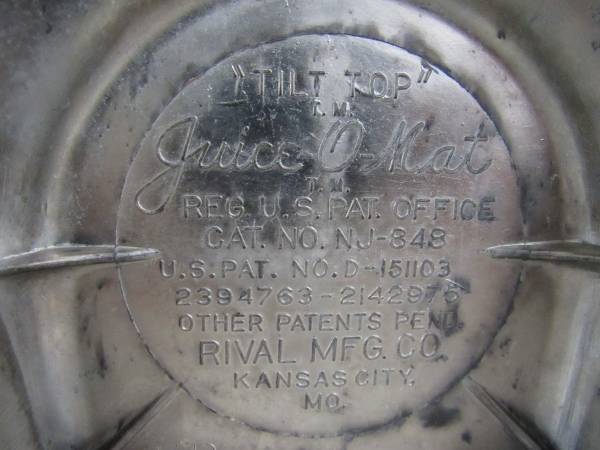 "TILT TOP"
T.M.
Juice-O-Mat
T.M.
REG. U.S. PAT. OFFICE
CAT. NO. NJ-848
U.S. PAT. NO. D-151103
2394763-2142975
OTHER PATENTS PEND.
RIVAL MFG. CO.
KANSAS CITY,
MO.